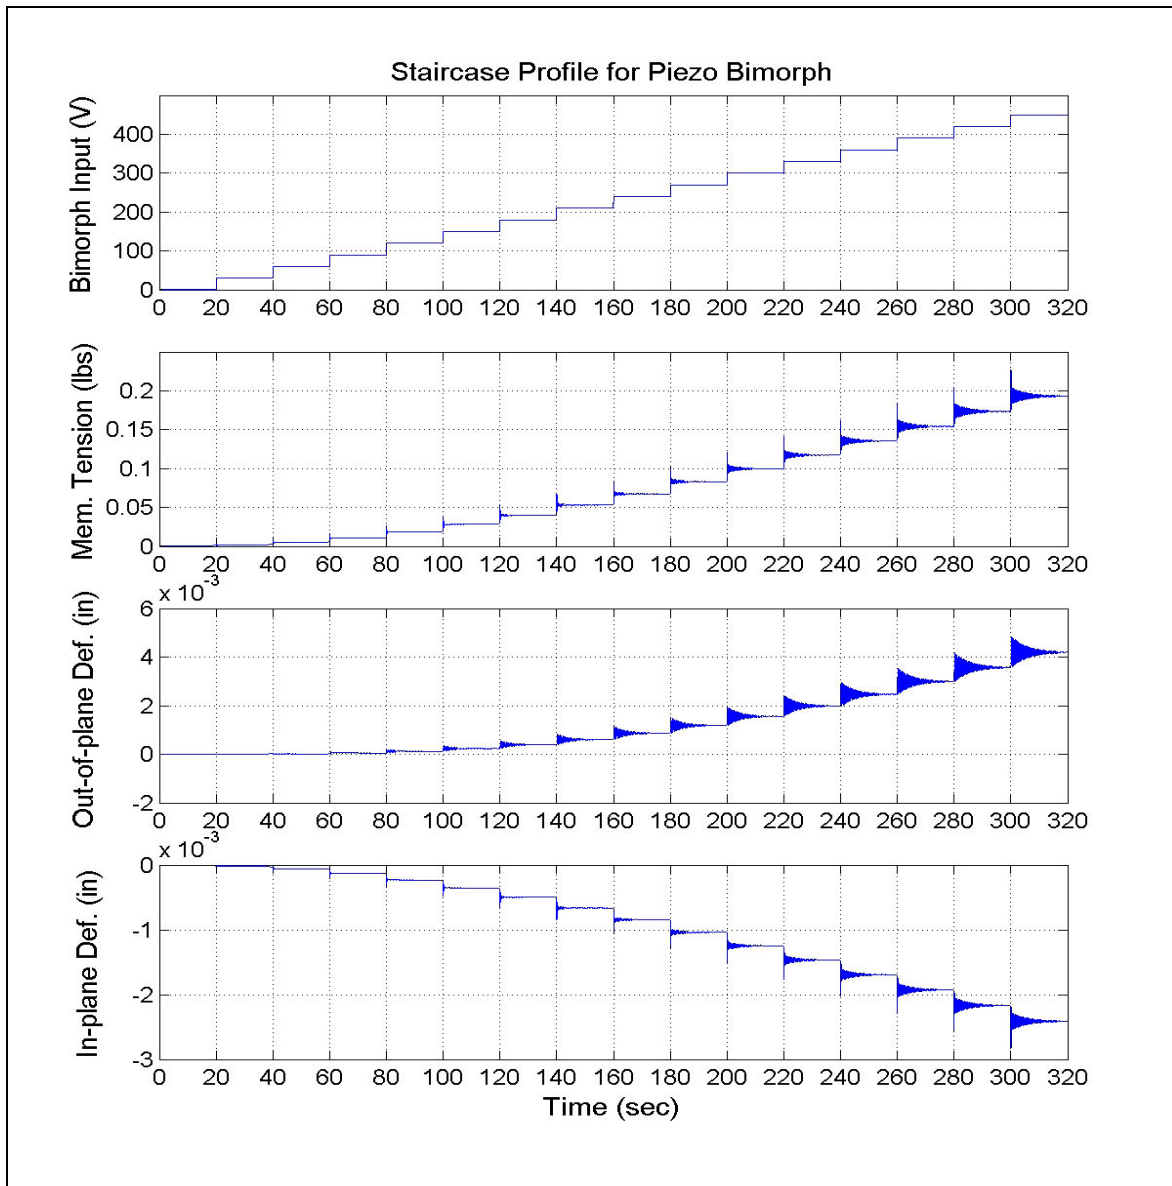 Staircase Profile for Piezo Bimorph
Bimorph Input (V)
400
300
200
100
0
0 20 40 60 80 100 120 140 160 180 200 220 240 260 280 300 320
Mem. Tension (lbs)
0.2
0.15
0.1
0.05
0
0 20 40 60 80 100 120 140 160 180 200 220 240 260 280 300 320
x 10⁻³
Out-of-plane Def. (in)
6
4
2
0
-2
0 20 40 60 80 100 120 140 160 180 200 220 240 260 280 300 320
x 10⁻³
In-plane Def. (in)
0
-1
-2
-3
0 20 40 60 80 100 120 140 160 180 200 220 240 260 280 300 320
Time (sec)